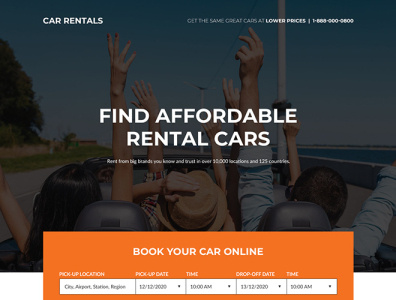 CAR RENTALS
GET THE SAME GREAT CARS AT LOWER PRICES | 1-888-000-0800
FIND AFFORDABLE
RENTAL CARS
Rent from big brands you know and trust in over 10,000 locations and 125 countries.
BOOK YOUR CAR ONLINE
PICK-UP LOCATION PICK-UP DATE TIME DROP-OFF DATE TIME
City, Airport, Station, Region 12/12/2020 10:00 AM 13/12/2020 10:00 AM